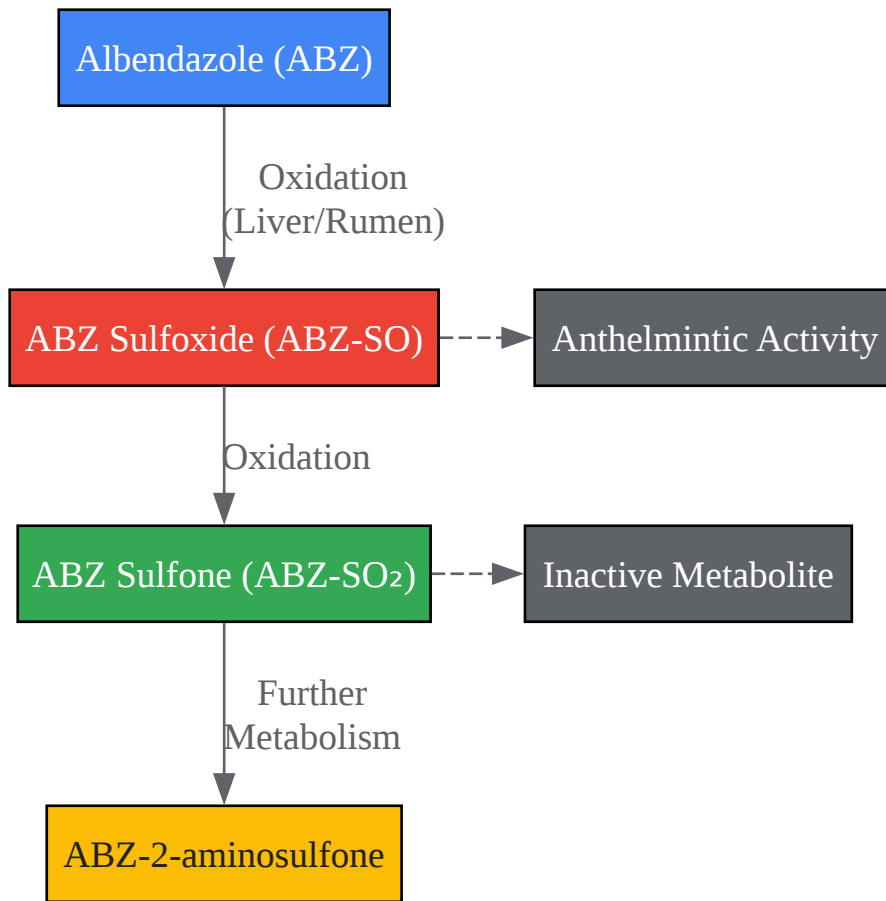 Albendazole (ABZ)
Oxidation
(Liver/Rumen)
ABZ Sulfoxide (ABZ-SO)
Anthelmintic Activity
Oxidation
ABZ Sulfone (ABZ-SO₂)
Inactive Metabolite
Further
Metabolism
ABZ-2-aminosulfone